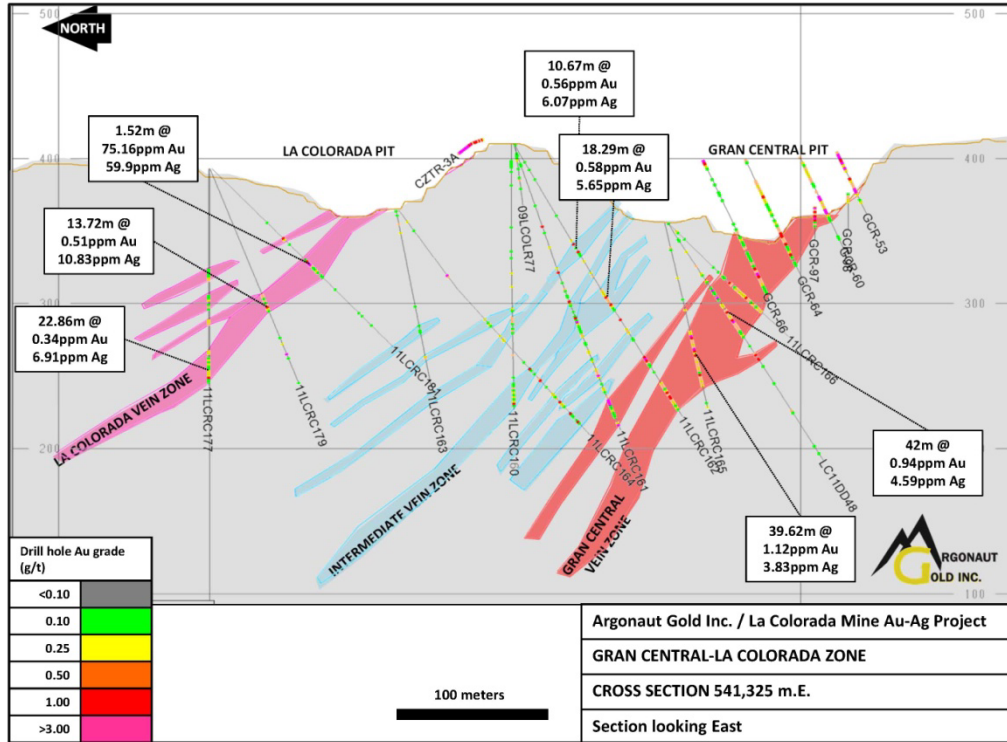 500
500
NORTH
10.67m @
0.56ppm Au
6.07ppm Ag
1.52m @
75.16ppm Au
59.9ppm Ag
LA COLORADA PIT
CZTR-3A
18.29m @
0.58ppm Au
5.65ppm Ag
GRAN CENTRAL PIT
400
400
13.72m @
0.51ppm Au
10.83ppm Ag
09LCOLR77
GCR-53
GCR-60
GCR-97
GCR-64
GCR-66
300
300
22.86m @
0.34ppm Au
6.91ppm Ag
11LCRC166
11LCRC181
11LCRC177
11LCRC179
11LCRC163
11LCRC160
11LCRC164
11LCRC161
11LCRC162
11LCRC165
LC11DD48
LA COLORADA VEIN ZONE
200
200
INTERMEDIATE VEIN ZONE
GRAN CENTRAL
VEIN ZONE
42m @
0.94ppm Au
4.59ppm Ag
39.62m @
1.12ppm Au
3.83ppm Ag
ARGONAUT
GOLD INC.
100
Drill hole Au grade
(g/t)
<0.10
0.10
0.25
0.50
1.00
>3.00
100 meters
Argonaut Gold Inc. / La Colorada Mine Au-Ag Project
GRAN CENTRAL-LA COLORADA ZONE
CROSS SECTION 541,325 m.E.
Section looking East